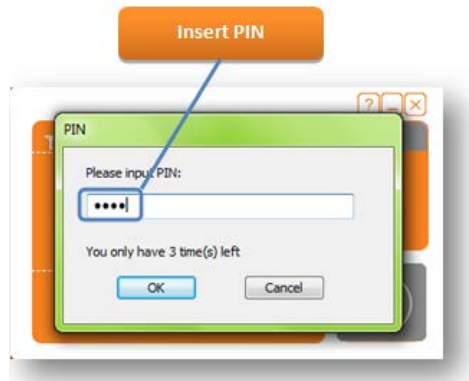 Insert PIN
PIN
Please input PIN:
••••
You only have 3 time(s) left
OK Cancel